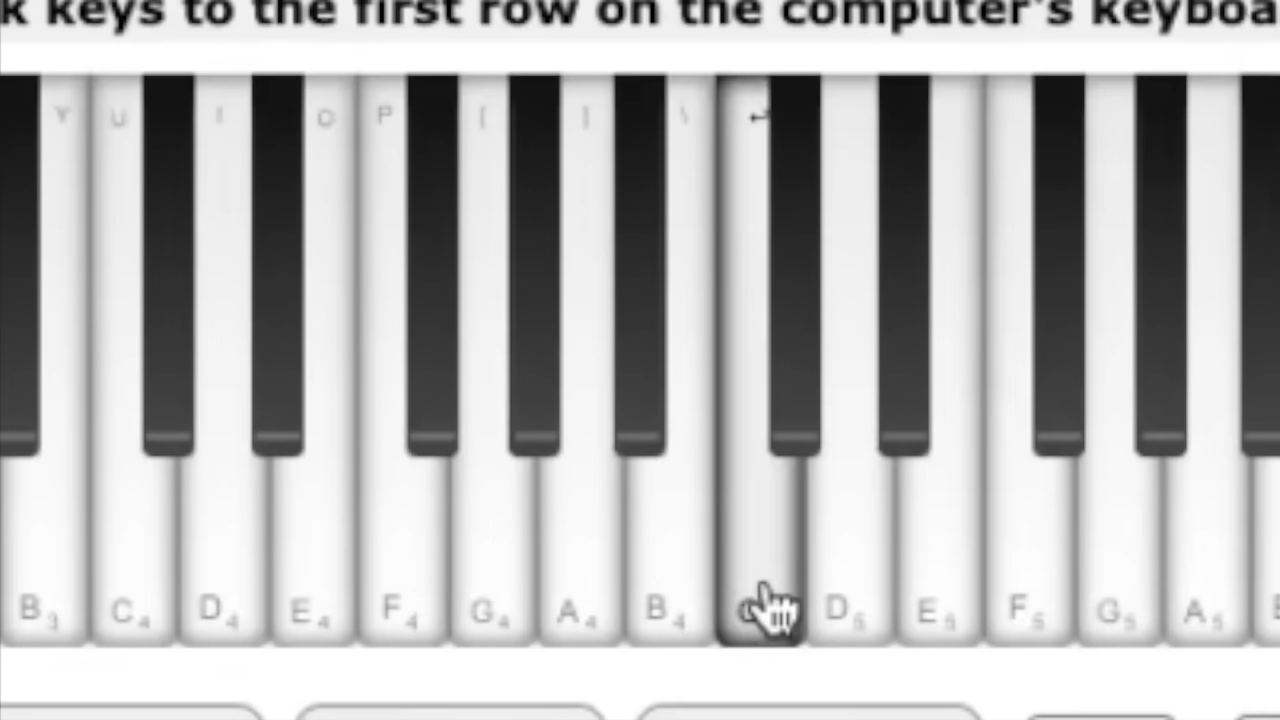 k keys to the first row on the computer's keyboa
Y U I O P [ ] \ ↵
B3 C4 D4 E4 F4 G4 A4 B4 D5 E5 F5 G5 A5